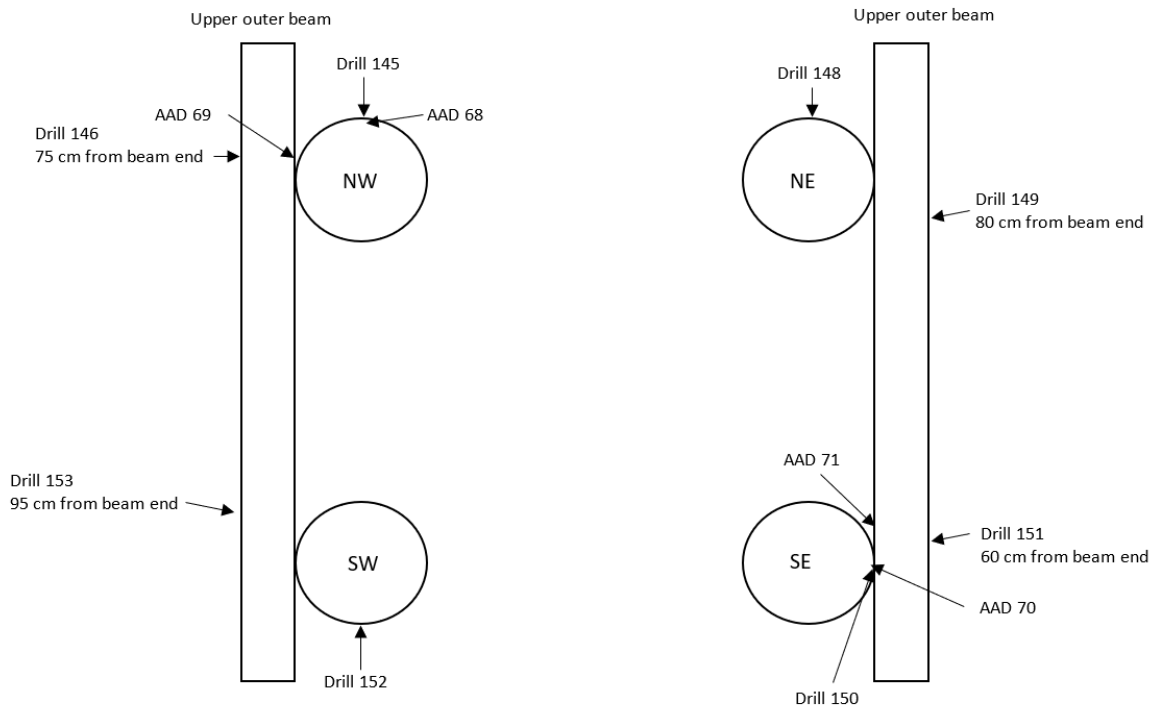 Upper outer beam
Upper outer beam
Drill 145
Drill 148
AAD 69
AAD 68
Drill 146
75 cm from beam end
NW
NE
Drill 149
80 cm from beam end
AAD 71
Drill 153
95 cm from beam end
Drill 151
60 cm from beam end
SW
SE
AAD 70
Drill 152
Drill 150